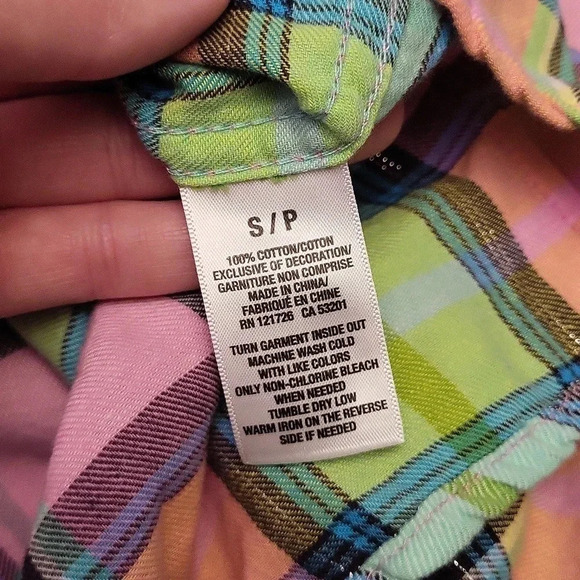 S/P
100% COTTON/COTON
EXCLUSIVE OF DECORATION/
GARNITURE NON COMPRISE
MADE IN CHINA/
FABRIQUÉ EN CHINE
RN 121726 CA 53201
TURN GARMENT INSIDE OUT
MACHINE WASH COLD
WITH LIKE COLORS
ONLY NON-CHLORINE BLEACH
WHEN NEEDED
TUMBLE DRY LOW
WARM IRON ON THE REVERSE
SIDE IF NEEDED